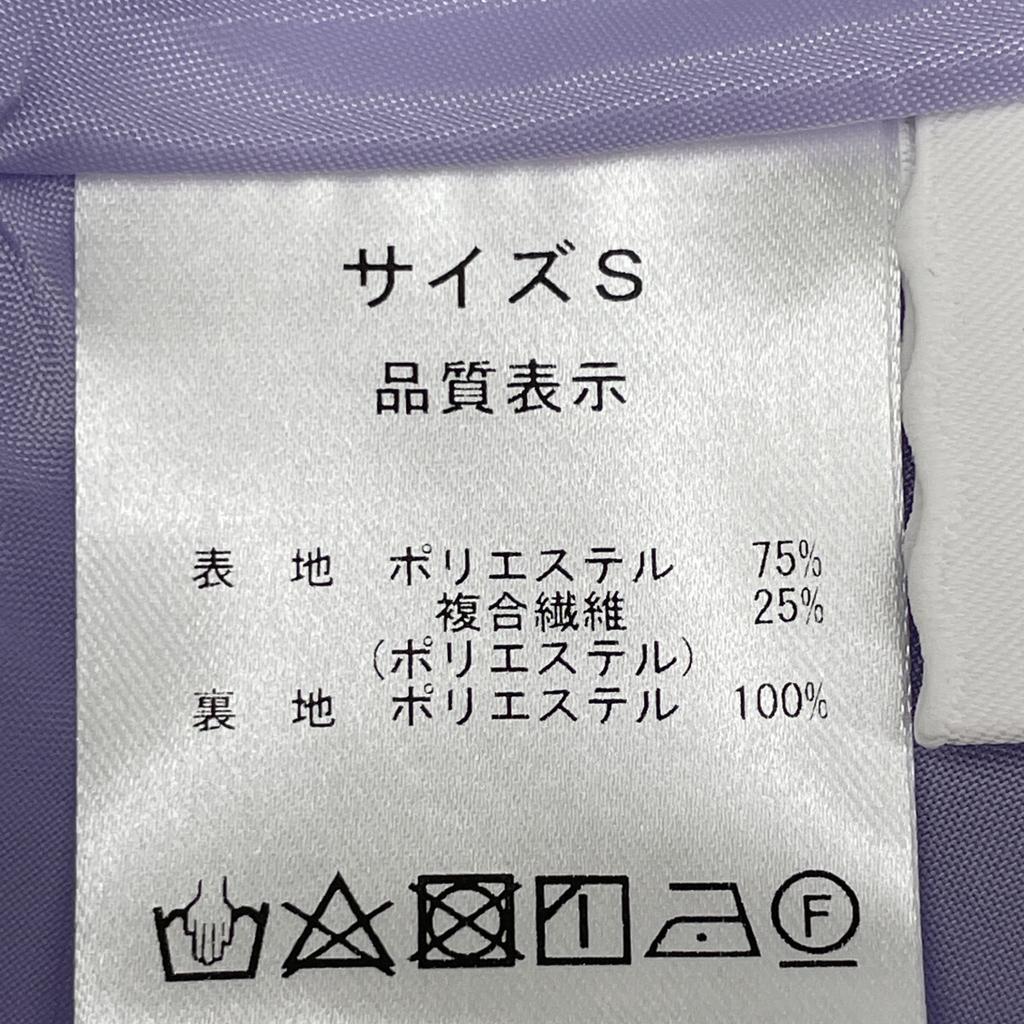 サイズS
品質表示
表 地 ポリエステル 75%
複合繊維 25%
(ポリエステル)
裏 地 ポリエステル 100%
F